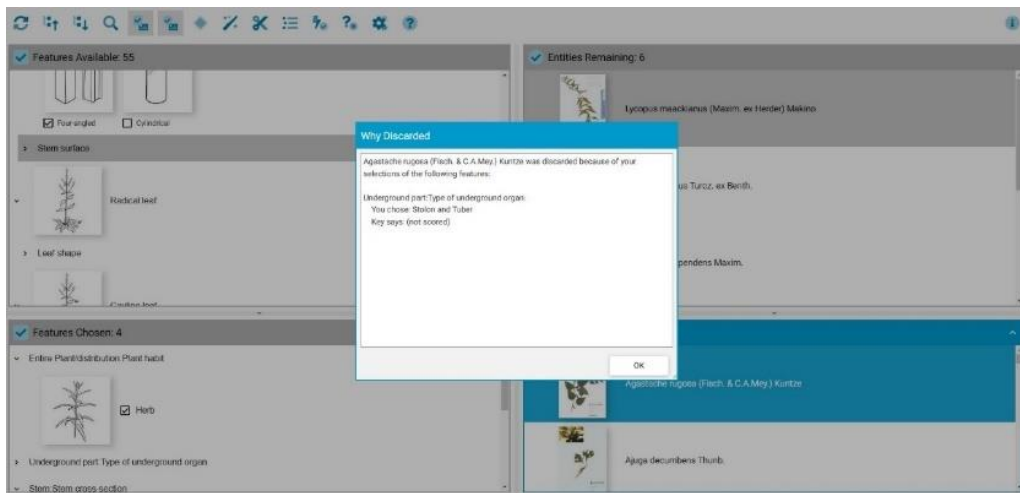 Features Available: 55
Four-angled
Cylindrical
Stem surface
Radical leaf
Leaf shape
Cauline leaf
Entities Remaining: 6
Lycopus maackianus (Maxim. ex Herder) Makino
us Turcz. ex Benth.
pendens Maxim.
Why Discarded
Agastache rugosa (Fisch. & C.A.Mey.) Kuntze was discarded because of your
selections of the following features:
Underground part:Type of underground organ:
You chose: Stolon and Tuber
Key says: (not scored)
OK
Features Chosen: 4
Entire Plant/distribution Plant habit
Herb
Underground part Type of underground organ
Stem Stem cross section
Agastache rugosa (Fisch. & C.A.Mey.) Kuntze
Ajuga decumbens Thunb.